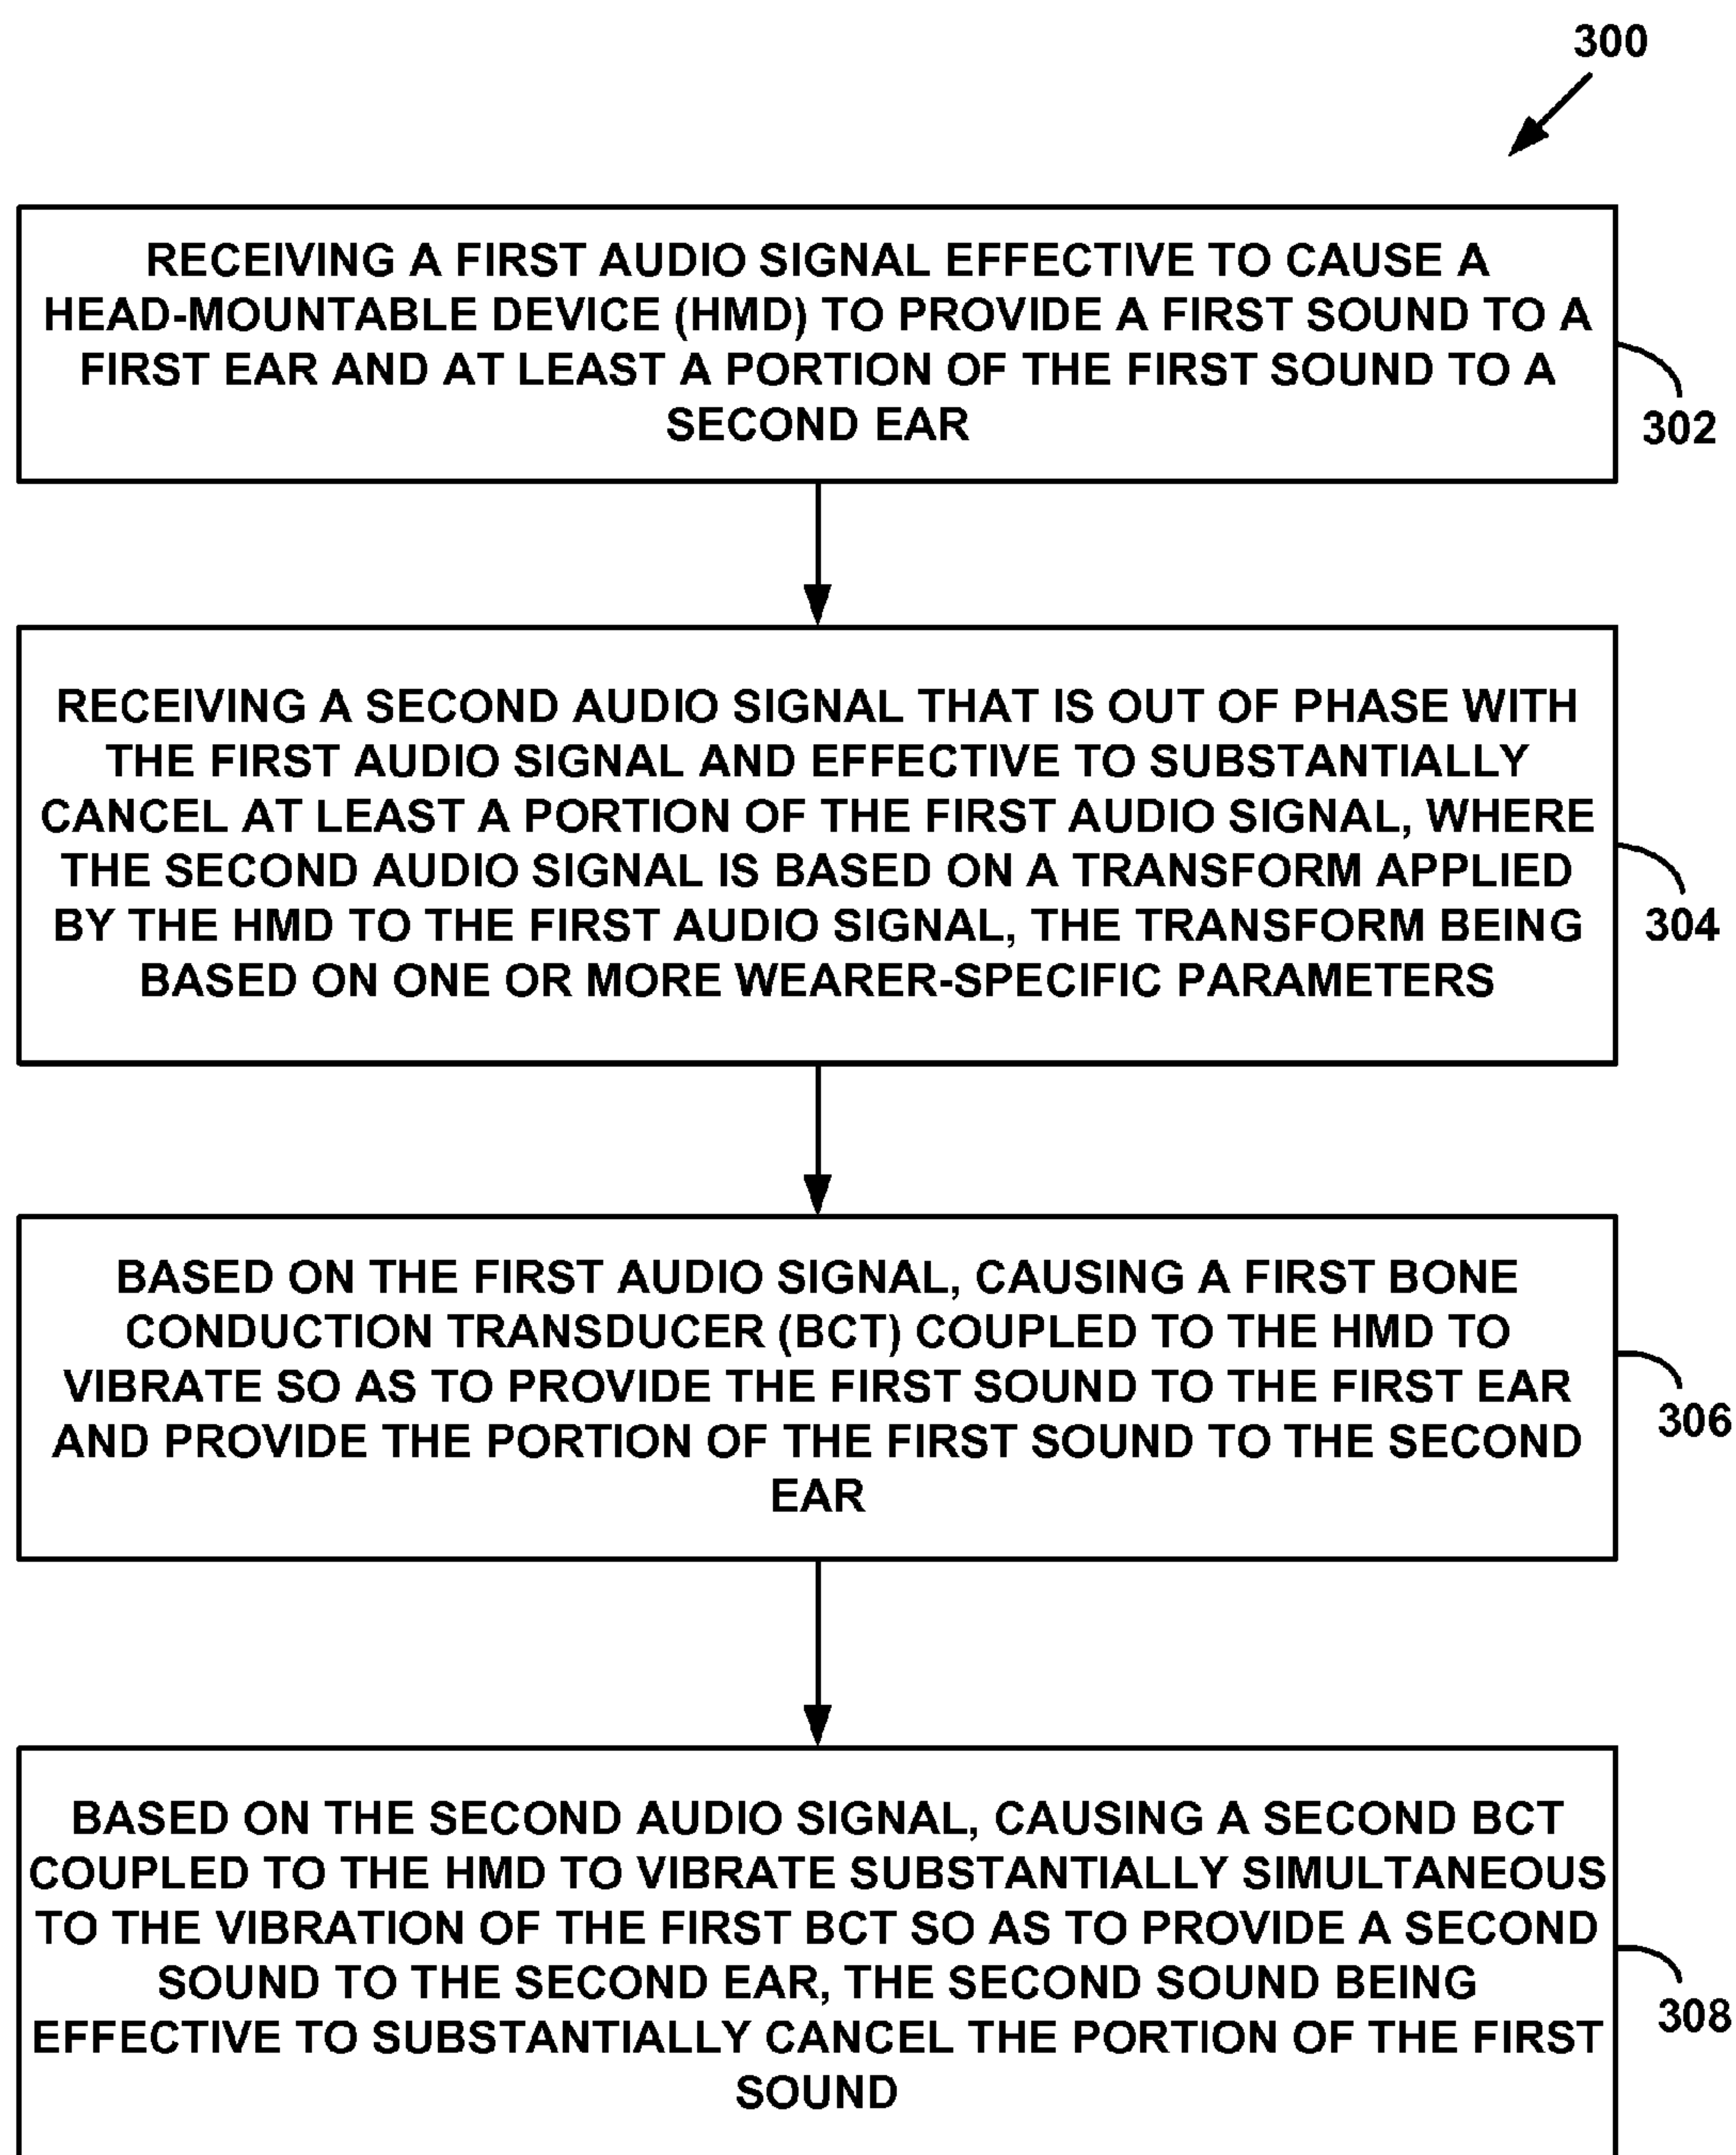 300
RECEIVING A FIRST AUDIO SIGNAL EFFECTIVE TO CAUSE A
HEAD-MOUNTABLE DEVICE (HMD) TO PROVIDE A FIRST SOUND TO A
FIRST EAR AND AT LEAST A PORTION OF THE FIRST SOUND TO A
SECOND EAR
302
RECEIVING A SECOND AUDIO SIGNAL THAT IS OUT OF PHASE WITH
THE FIRST AUDIO SIGNAL AND EFFECTIVE TO SUBSTANTIALLY
CANCEL AT LEAST A PORTION OF THE FIRST AUDIO SIGNAL, WHERE
THE SECOND AUDIO SIGNAL IS BASED ON A TRANSFORM APPLIED
BY THE HMD TO THE FIRST AUDIO SIGNAL, THE TRANSFORM BEING
BASED ON ONE OR MORE WEARER-SPECIFIC PARAMETERS
304
BASED ON THE FIRST AUDIO SIGNAL, CAUSING A FIRST BONE
CONDUCTION TRANSDUCER (BCT) COUPLED TO THE HMD TO
VIBRATE SO AS TO PROVIDE THE FIRST SOUND TO THE FIRST EAR
AND PROVIDE THE PORTION OF THE FIRST SOUND TO THE SECOND
EAR
306
BASED ON THE SECOND AUDIO SIGNAL, CAUSING A SECOND BCT
COUPLED TO THE HMD TO VIBRATE SUBSTANTIALLY SIMULTANEOUS
TO THE VIBRATION OF THE FIRST BCT SO AS TO PROVIDE A SECOND
SOUND TO THE SECOND EAR, THE SECOND SOUND BEING
EFFECTIVE TO SUBSTANTIALLY CANCEL THE PORTION OF THE FIRST
SOUND
308